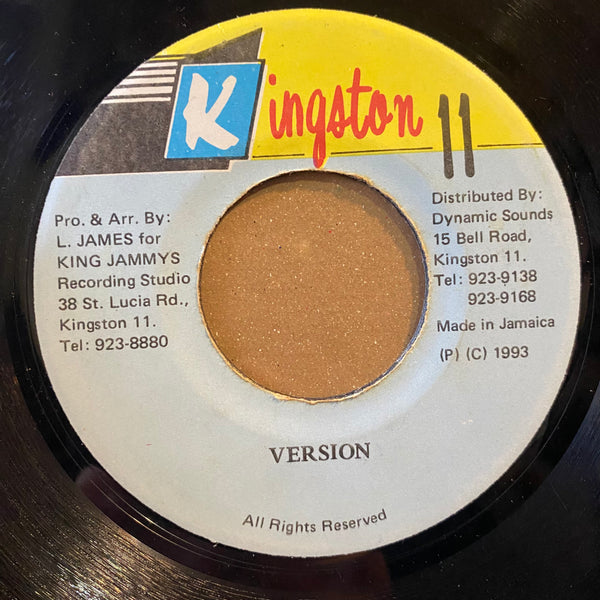 Kingston 11
Pro. & Arr. By:
L. JAMES for
KING JAMMYS
Recording Studio
38 St. Lucia Rd.,
Kingston 11.
Tel: 923-8880
Distributed By:
Dynamic Sounds
15 Bell Road,
Kingston 11.
Tel: 923-9138
923-9168
Made in Jamaica
(P) (C) 1993
VERSION
All Rights Reserved